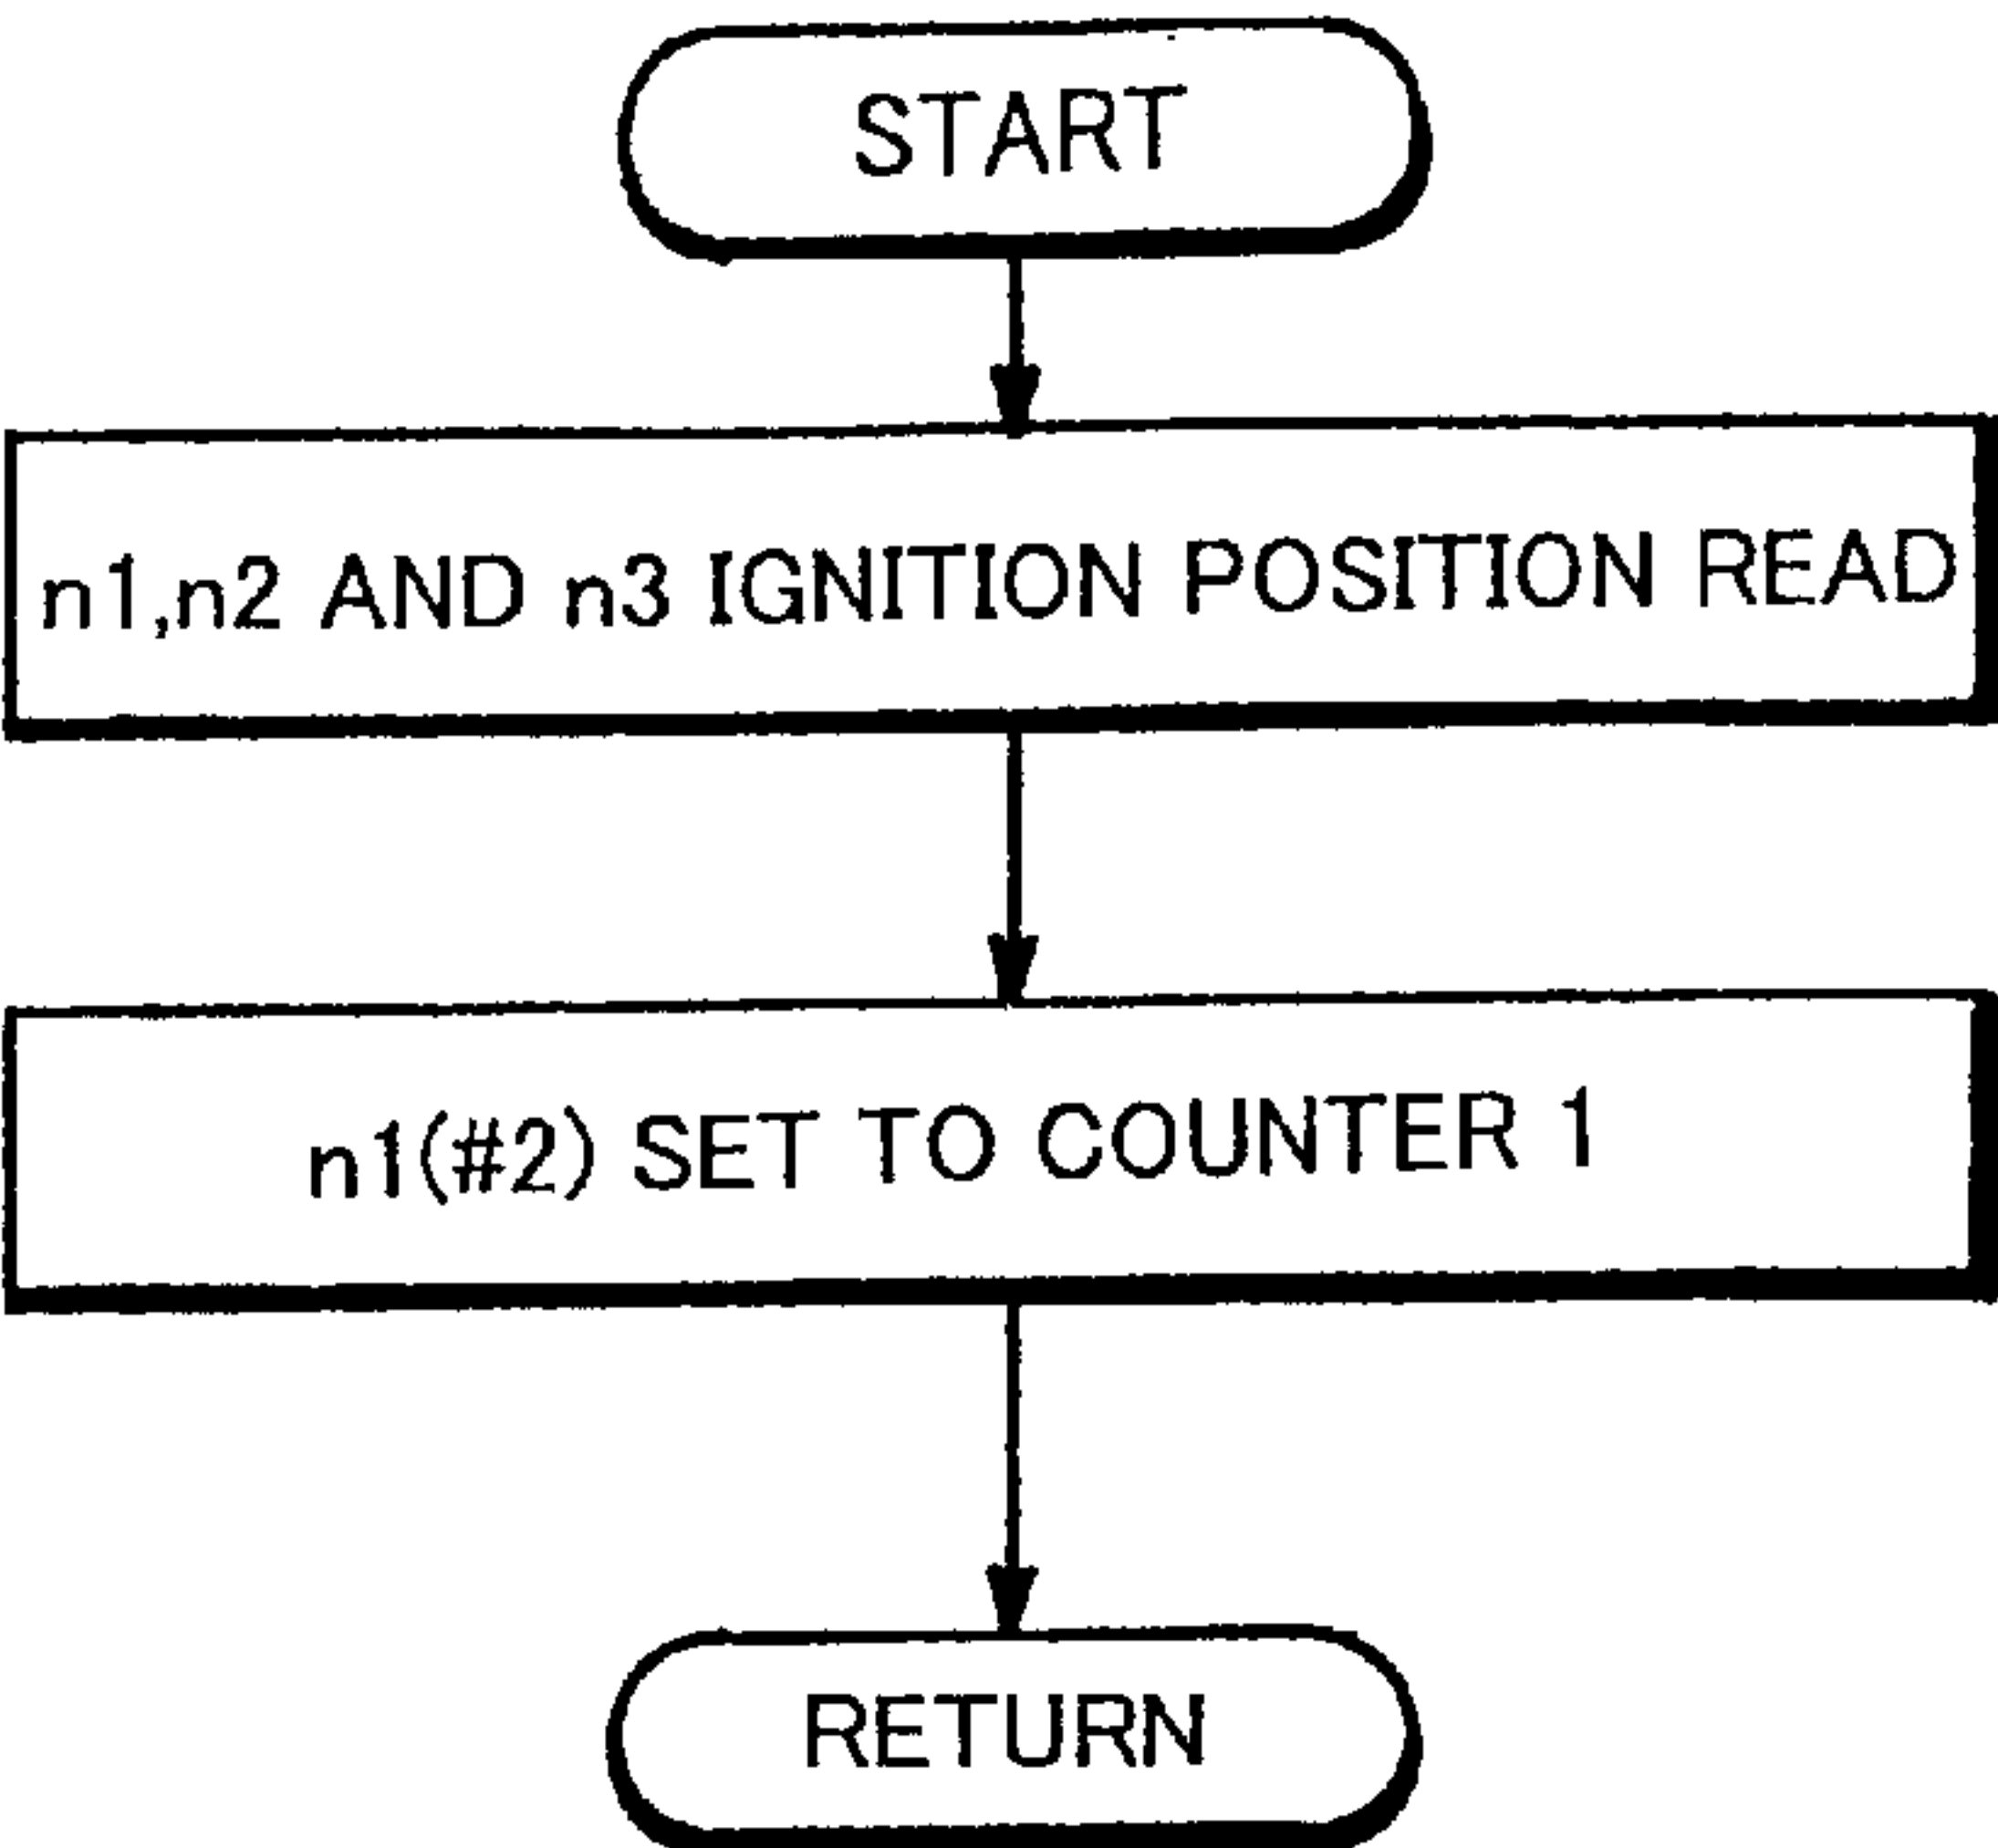 START
n1,n2 AND n3 IGNITION POSITION READ
n1(#2) SET TO COUNTER 1
RETURN